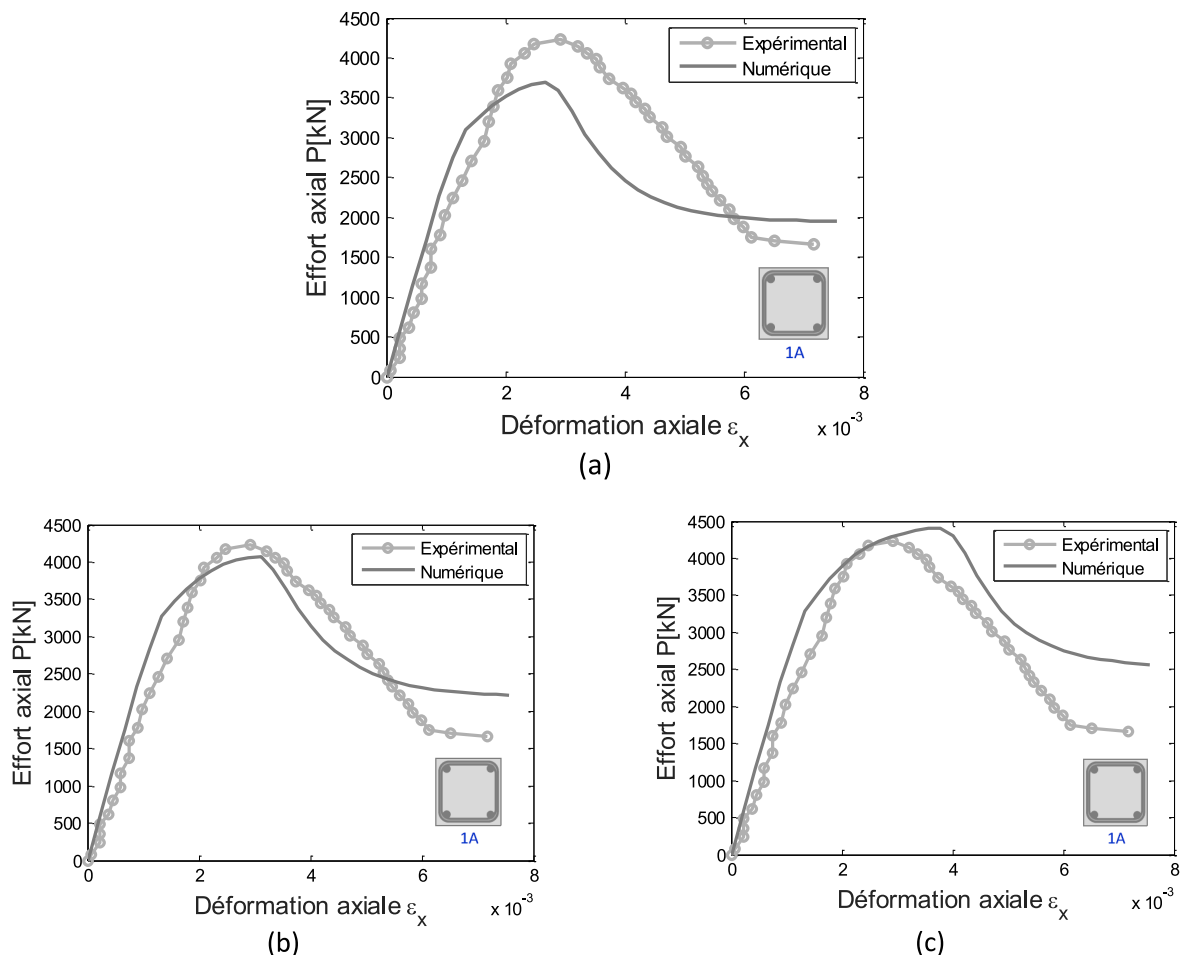 4500
4000
3500
3000
2500
2000
1500
1000
500
0
Effort axial P[kN]
Expérimental
Numérique
1A
0 2 4 6 8
x 10⁻³
Déformation axiale εₓ
(a)
4500
4000
3500
3000
2500
2000
1500
1000
500
0
Effort axial P[kN]
Expérimental
Numérique
1A
0 2 4 6 8
x 10⁻³
Déformation axiale εₓ
(b)
4500
4000
3500
3000
2500
2000
1500
1000
500
0
Effort axial P[kN]
Expérimental
Numérique
1A
0 2 4 6 8
x 10⁻³
Déformation axiale εₓ
(c)